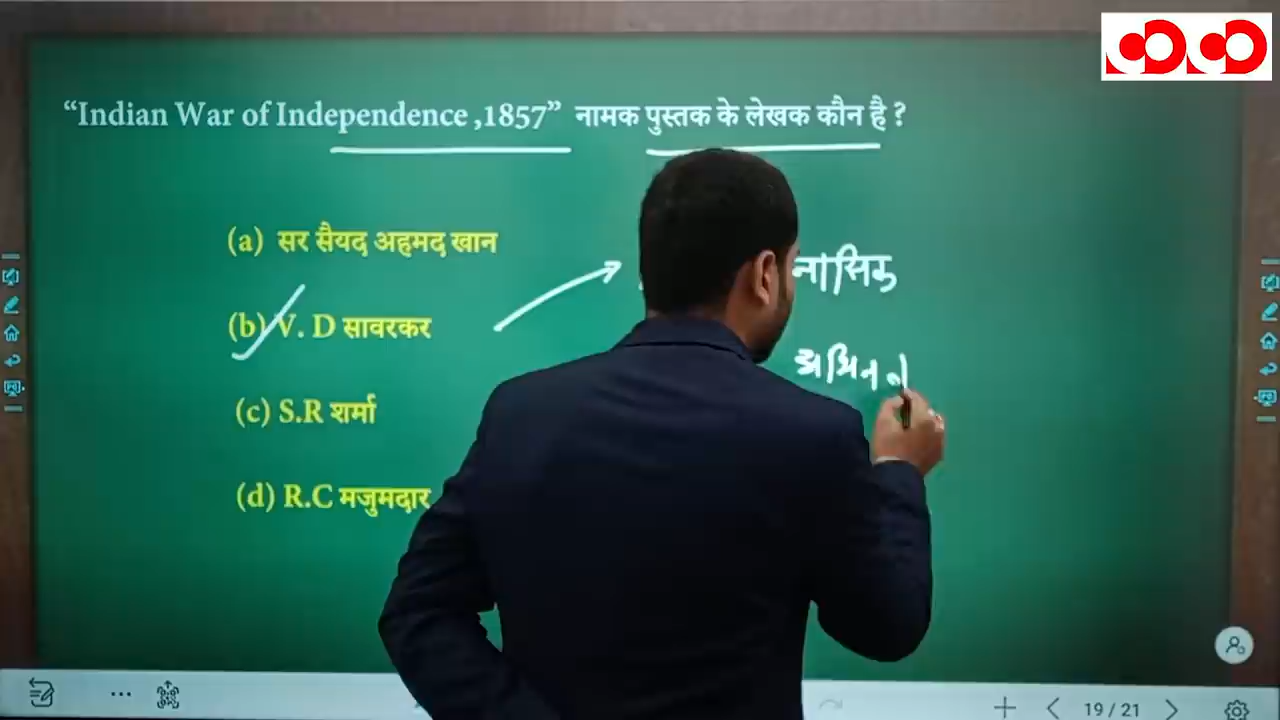 “Indian War of Independence ,1857” नामक पुस्तक के लेखक कौन है ?
(a) सर सैयद अहमद खान
(b) V. D सावरकर
नासिक
(c) S.R शर्मा
(d) R.C मजुमदार
19 / 21